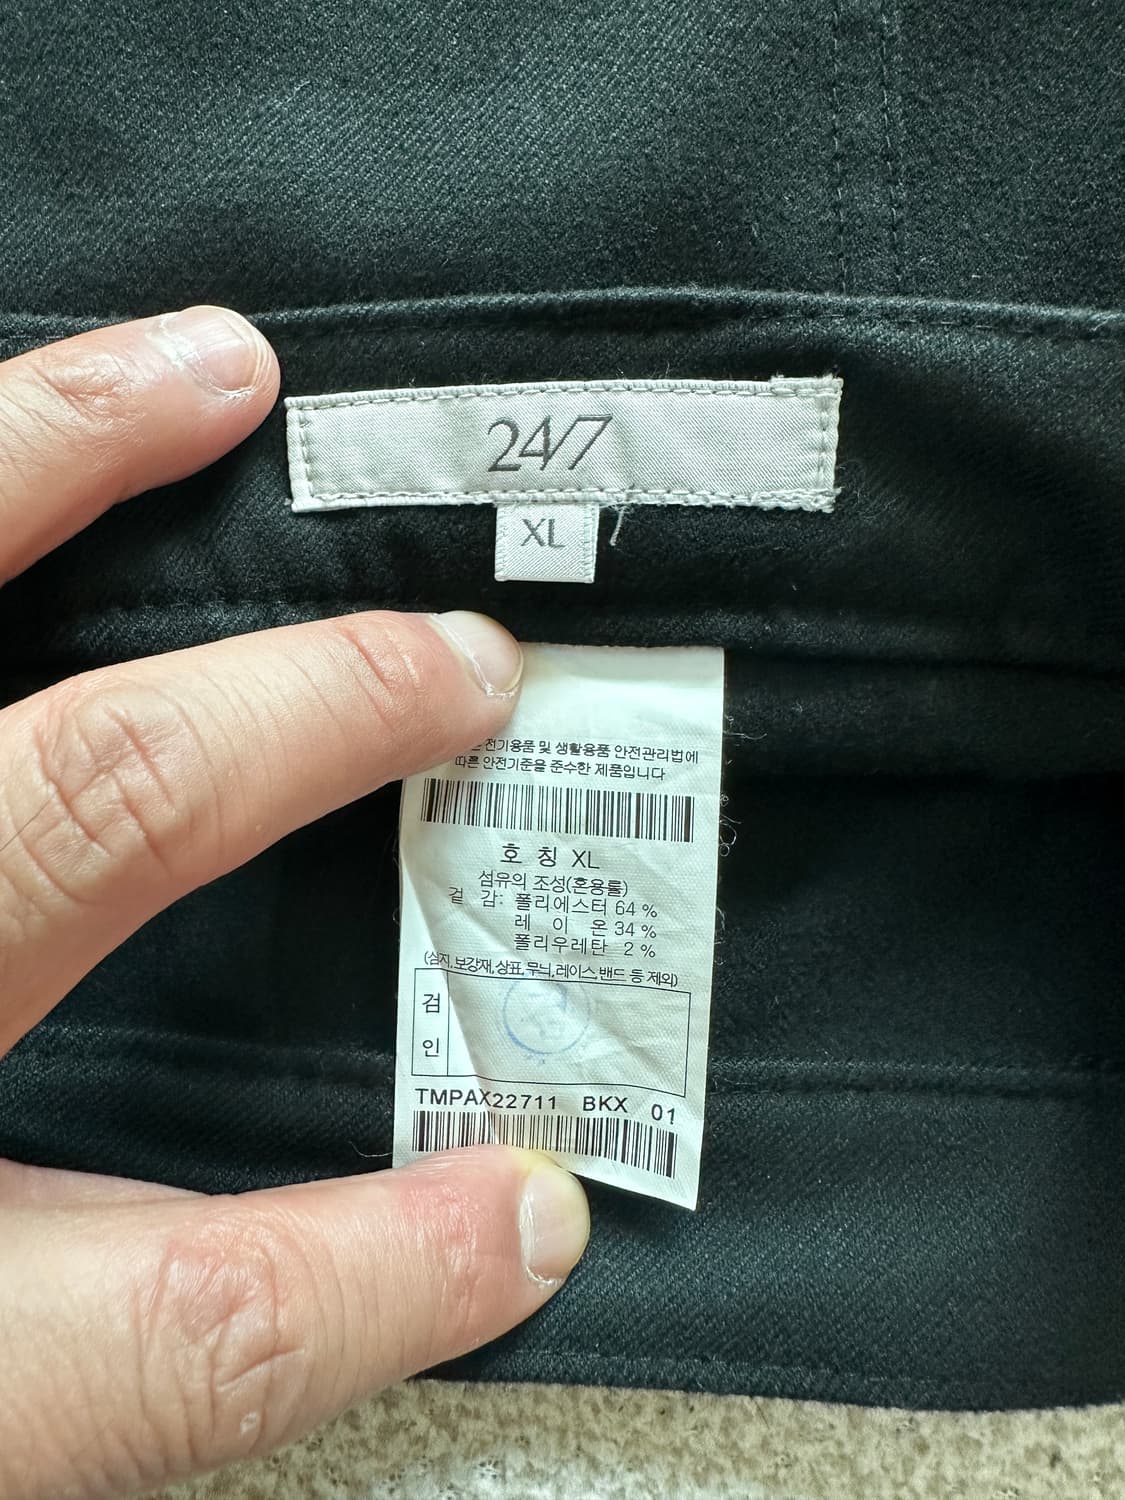 24/7
XL
전기용품 및 생활용품 안전관리법에
따른 안전기준을 준수한 제품입니다
호 칭 XL
섬유의 조성(혼용률)
겉 감: 폴리에스터 64 %
레 이 온 34 %
폴리우레탄 2 %
(심지,보강재,상표,무늬,레이스,밴드 등 제외)
검
인
TMPAX22711 BKX 01